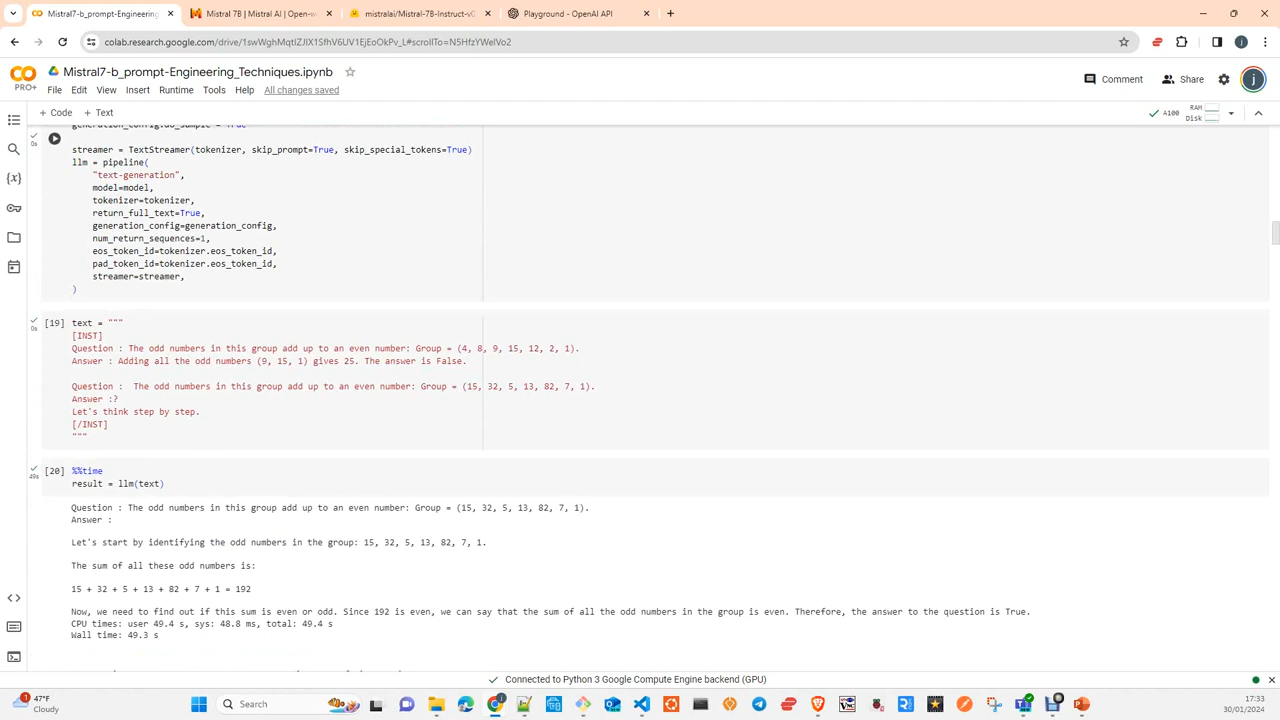 Mistral7-b_prompt-Engineering_
Mistral 7B | Mistral AI | Open-w
mistralai/Mistral-7B-Instruct-v0
Playground - OpenAI API
colab.research.google.com/drive/1swWghMqtIZJIX1SfhV6UV1EjEoOkPv_L#scrollTo=N5HfzYWelVo2
PRO+
Mistral7-b_prompt-Engineering_Techniques.ipynb
Comment
Share
j
File Edit View Insert Runtime Tools Help All changes saved
+ Code + Text
A100 RAM Disk
generation_config.do_sample = True
0s
streamer = TextStreamer(tokenizer, skip_prompt=True, skip_special_tokens=True)
llm = pipeline(
"text-generation",
model=model,
tokenizer=tokenizer,
return_full_text=True,
generation_config=generation_config,
num_return_sequences=1,
eos_token_id=tokenizer.eos_token_id,
pad_token_id=tokenizer.eos_token_id,
streamer=streamer,
)
[19] text = """
0s
[INST]
Question : The odd numbers in this group add up to an even number: Group = (4, 8, 9, 15, 12, 2, 1).
Answer : Adding all the odd numbers (9, 15, 1) gives 25. The answer is False.
Question :  The odd numbers in this group add up to an even number: Group = (15, 32, 5, 13, 82, 7, 1).
Answer :?
Let's think step by step.
[/INST]
"""
[20] %%time
49s
result = llm(text)
Question : The odd numbers in this group add up to an even number: Group = (15, 32, 5, 13, 82, 7, 1).
Answer :
Let's start by identifying the odd numbers in the group: 15, 32, 5, 13, 82, 7, 1.
The sum of all these odd numbers is:
15 + 32 + 5 + 13 + 82 + 7 + 1 = 192
Now, we need to find out if this sum is even or odd. Since 192 is even, we can say that the sum of all the odd numbers in the group is even. Therefore, the answer to the question is True.
CPU times: user 49.4 s, sys: 48.8 ms, total: 49.4 s
Wall time: 49.3 s
Connected to Python 3 Google Compute Engine backend (GPU)
47°F
Cloudy
Search
17:33
30/01/2024